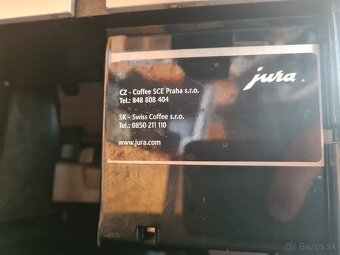 jura
CZ - Coffee SCE Praha s.r.o.
Tel.: 848 808 404
SK - Swiss Coffee s.r.o.
Tel.: 0850 211 110
www.jura.com
Bazos.sk